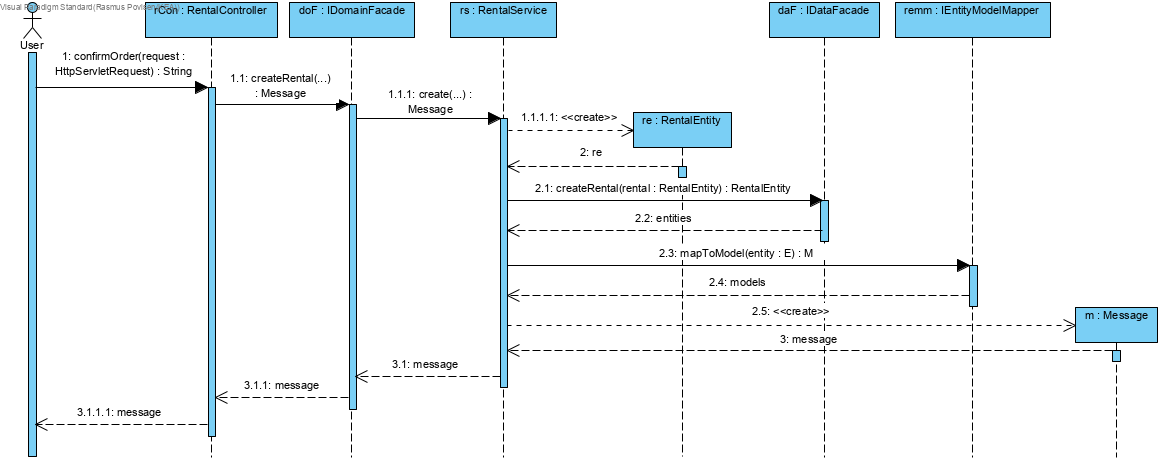 Visual Paradigm Standard(Rasmus Povlsen
rCon : RentalController
doF : IDomainFacade
rs : RentalService
daF : IDataFacade
remm : IEntityModelMapper
User
1: confirmOrder(request :
HttpServletRequest) : String
1.1: createRental(...)
: Message
1.1.1: create(...) :
Message
1.1.1.1: <<create>>
re : RentalEntity
2: re
2.1: createRental(rental : RentalEntity) : RentalEntity
2.2: entities
2.3: mapToModel(entity : E) : M
2.4: models
2.5: <<create>>
m : Message
3: message
3.1: message
3.1.1: message
3.1.1.1: message